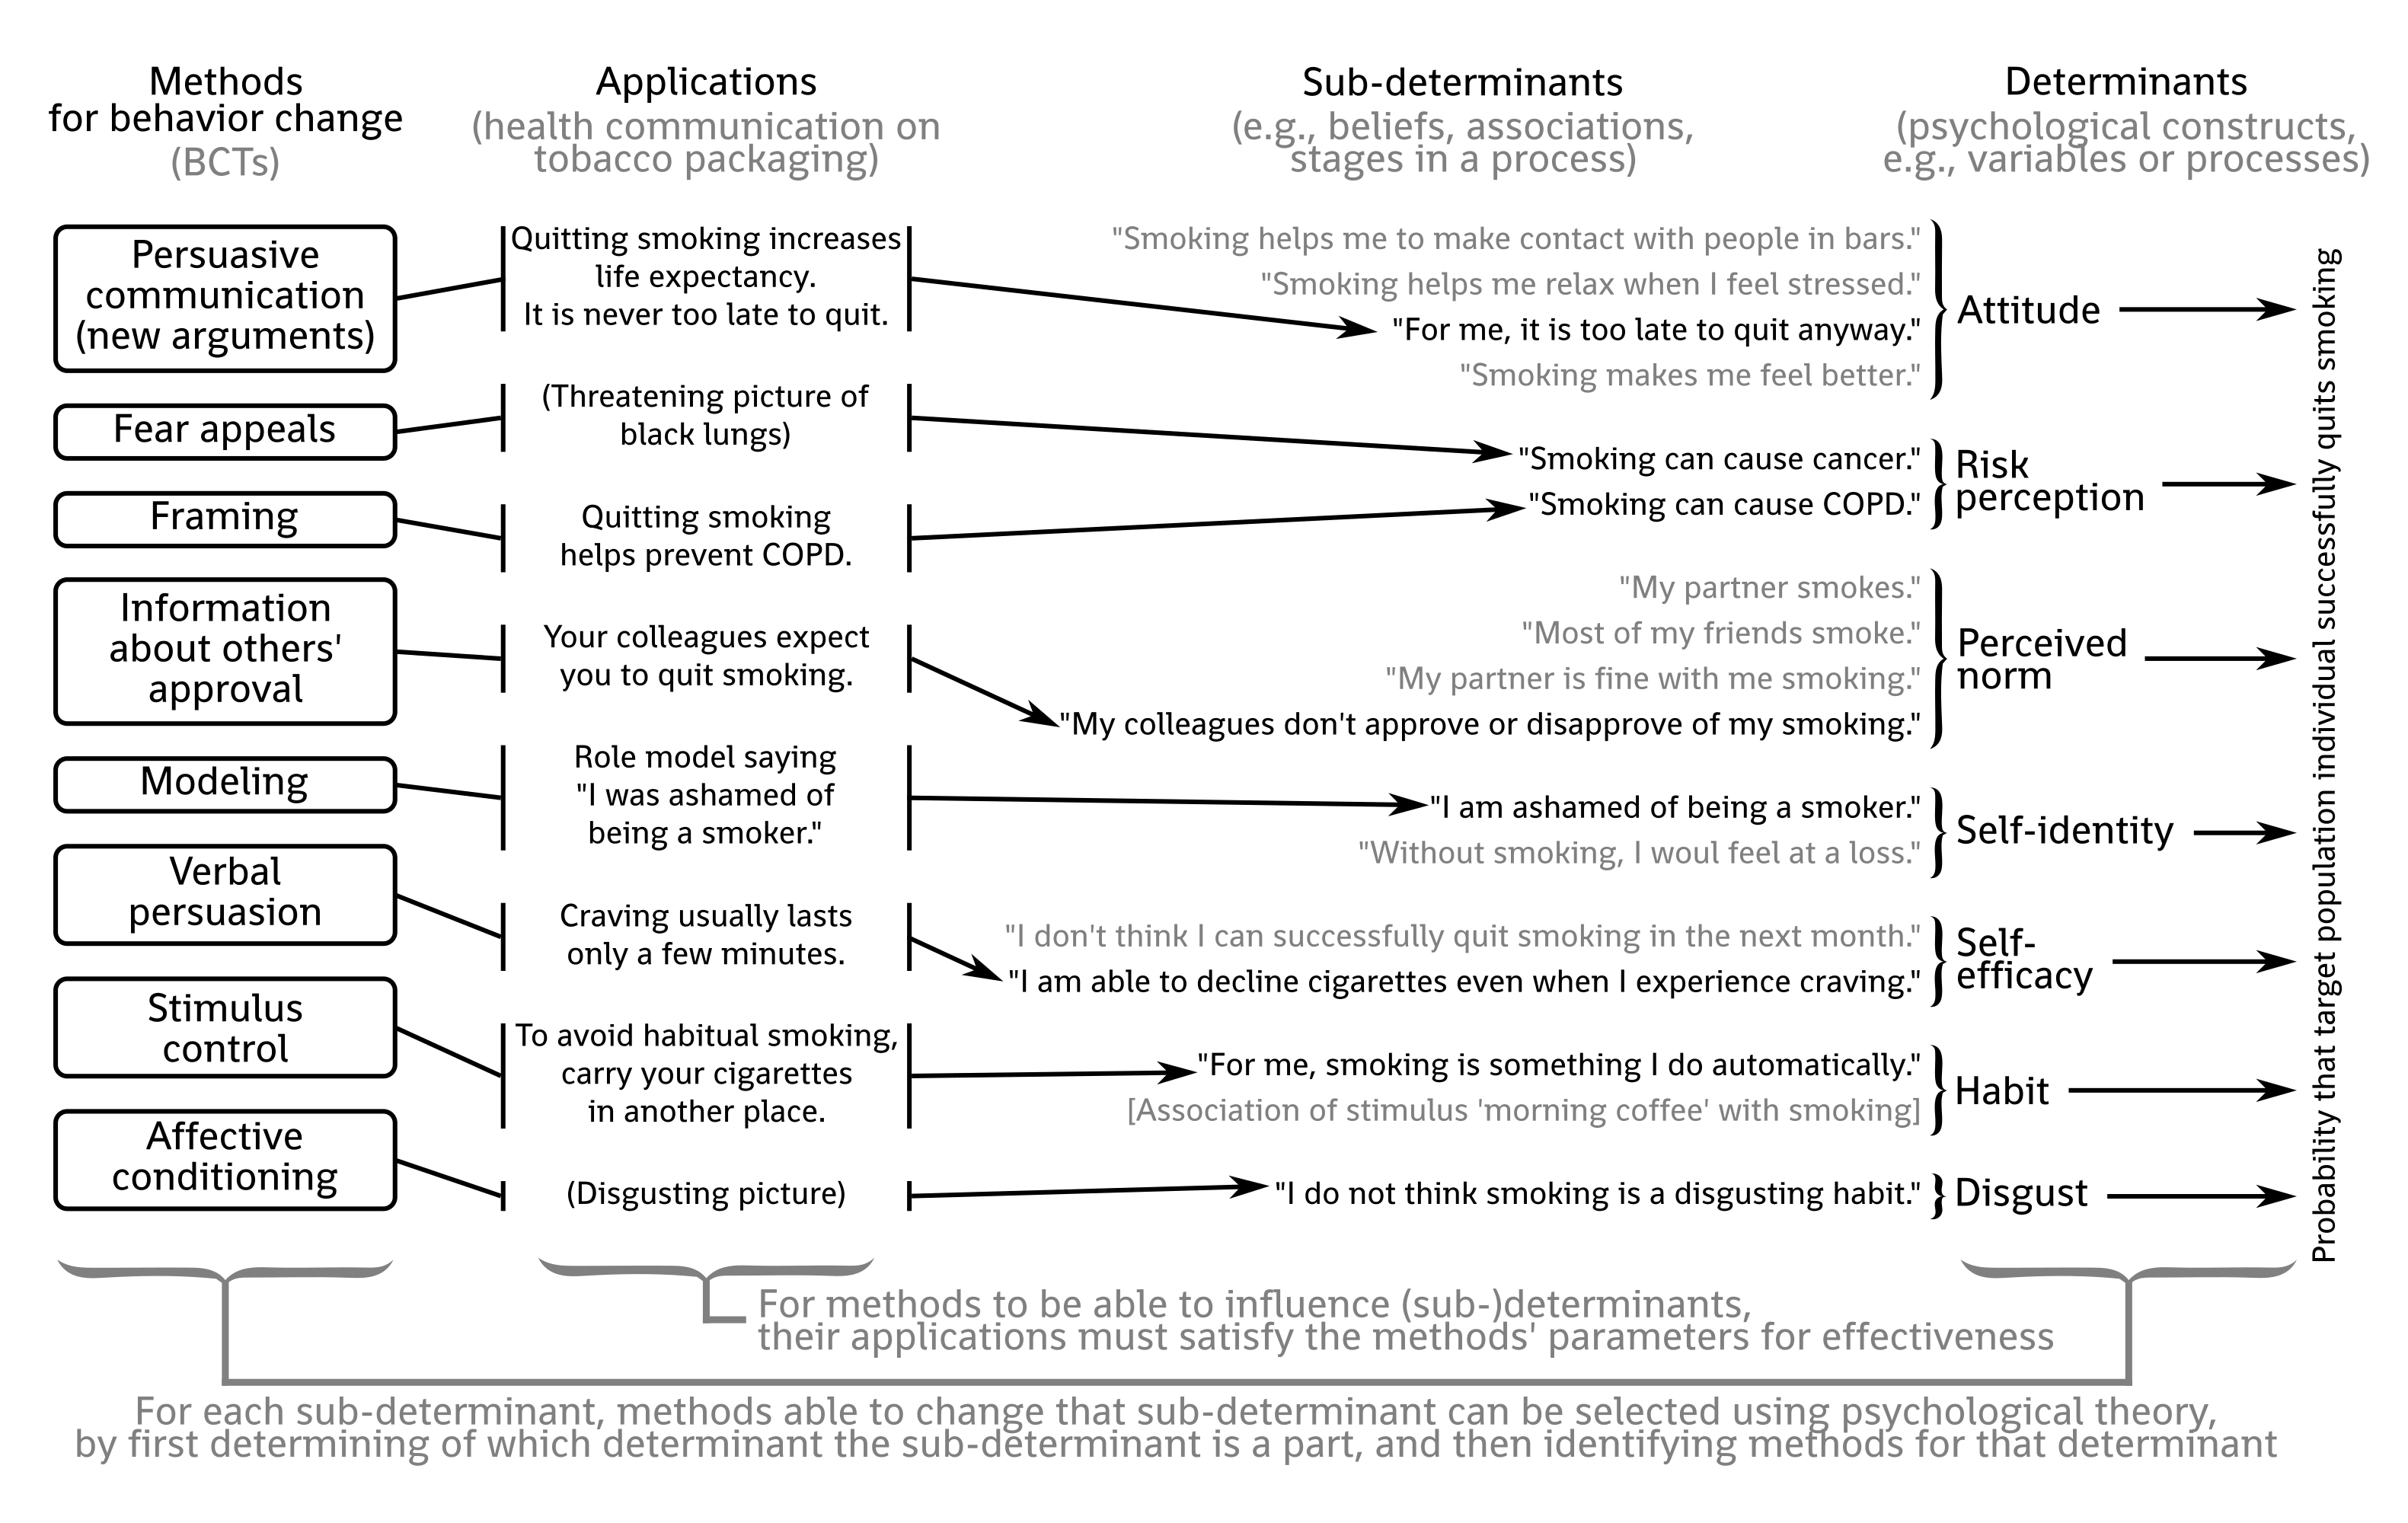 Methods
for behavior change
(BCTs)
Applications
(health communication on
tobacco packaging)
Sub-determinants
(e.g., beliefs, associations,
stages in a process)
Determinants
(psychological constructs,
e.g., variables or processes)
Persuasive
communication
(new arguments)
Fear appeals
Framing
Information
about others'
approval
Modeling
Verbal
persuasion
Stimulus
control
Affective
conditioning
Quitting smoking increases
life expectancy.
It is never too late to quit.
(Threatening picture of
black lungs)
Quitting smoking
helps prevent COPD.
Your colleagues expect
you to quit smoking.
Role model saying
"I was ashamed of
being a smoker."
Craving usually lasts
only a few minutes.
To avoid habitual smoking,
carry your cigarettes
in another place.
(Disgusting picture)
"Smoking helps me to make contact with people in bars."
"Smoking helps me relax when I feel stressed."
"For me, it is too late to quit anyway."
"Smoking makes me feel better."
"Smoking can cause cancer."
"Smoking can cause COPD."
"My partner smokes."
"Most of my friends smoke."
"My partner is fine with me smoking."
"My colleagues don't approve or disapprove of my smoking."
"I am ashamed of being a smoker."
"Without smoking, I woul feel at a loss."
"I don't think I can successfully quit smoking in the next month."
"I am able to decline cigarettes even when I experience craving."
"For me, smoking is something I do automatically."
[Association of stimulus 'morning coffee' with smoking]
"I do not think smoking is a disgusting habit."
Attitude
Risk
perception
Perceived
norm
Self-identity
Self-
efficacy
Habit
Disgust
Probability that target population individual successfully quits smoking
For methods to be able to influence (sub-)determinants,
their applications must satisfy the methods' parameters for effectiveness
For each sub-determinant, methods able to change that sub-determinant can be selected using psychological theory,
by first determining of which determinant the sub-determinant is a part, and then identifying methods for that determinant